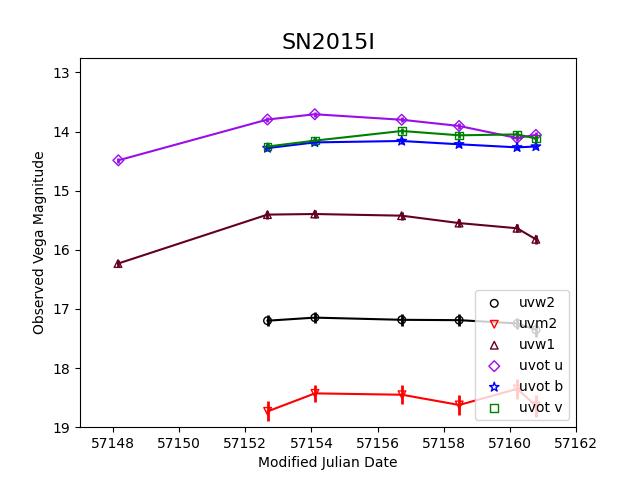 SN2015I
Observed Vega Magnitude
13
14
15
16
17
18
19
uvw2
uvm2
uvw1
uvot u
uvot b
uvot v
57148 57150 57152 57154 57156 57158 57160 57162
Modified Julian Date